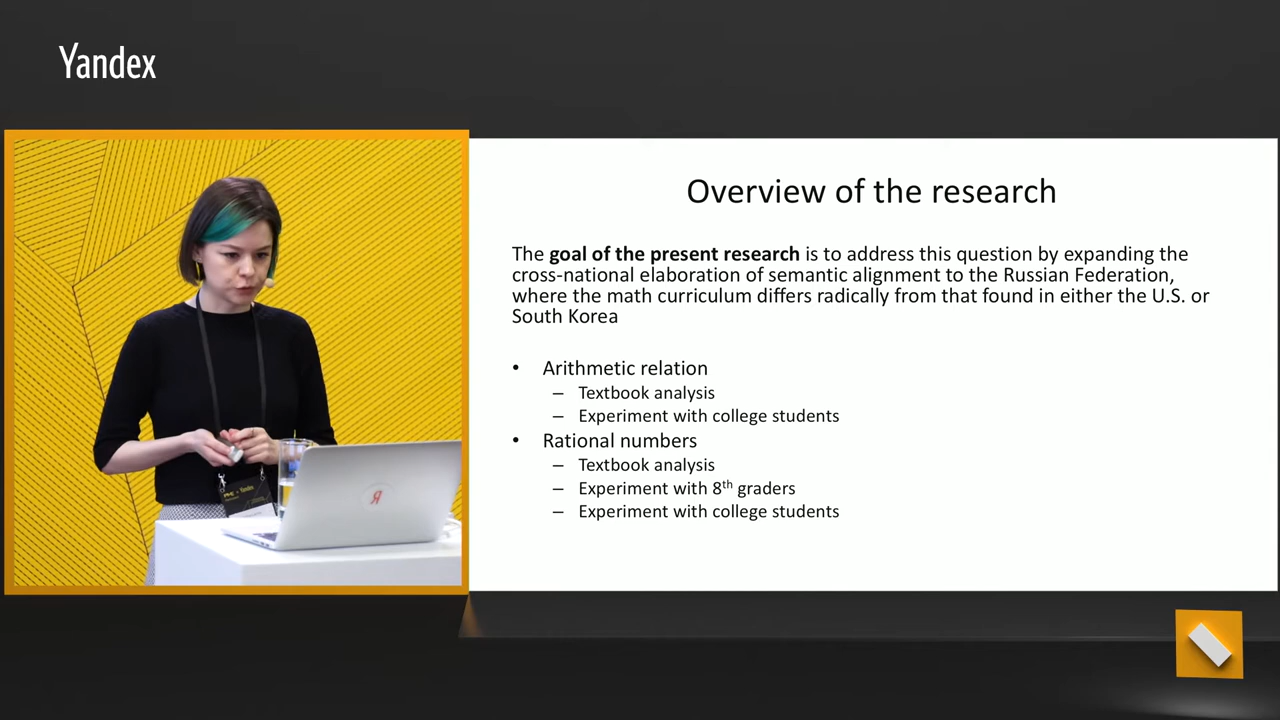 Yandex
Overview of the research
The goal of the present research is to address this question by expanding the
cross-national elaboration of semantic alignment to the Russian Federation,
where the math curriculum differs radically from that found in either the U.S. or
South Korea
• Arithmetic relation
– Textbook analysis
– Experiment with college students
• Rational numbers
– Textbook analysis
– Experiment with 8th graders
– Experiment with college students
Я